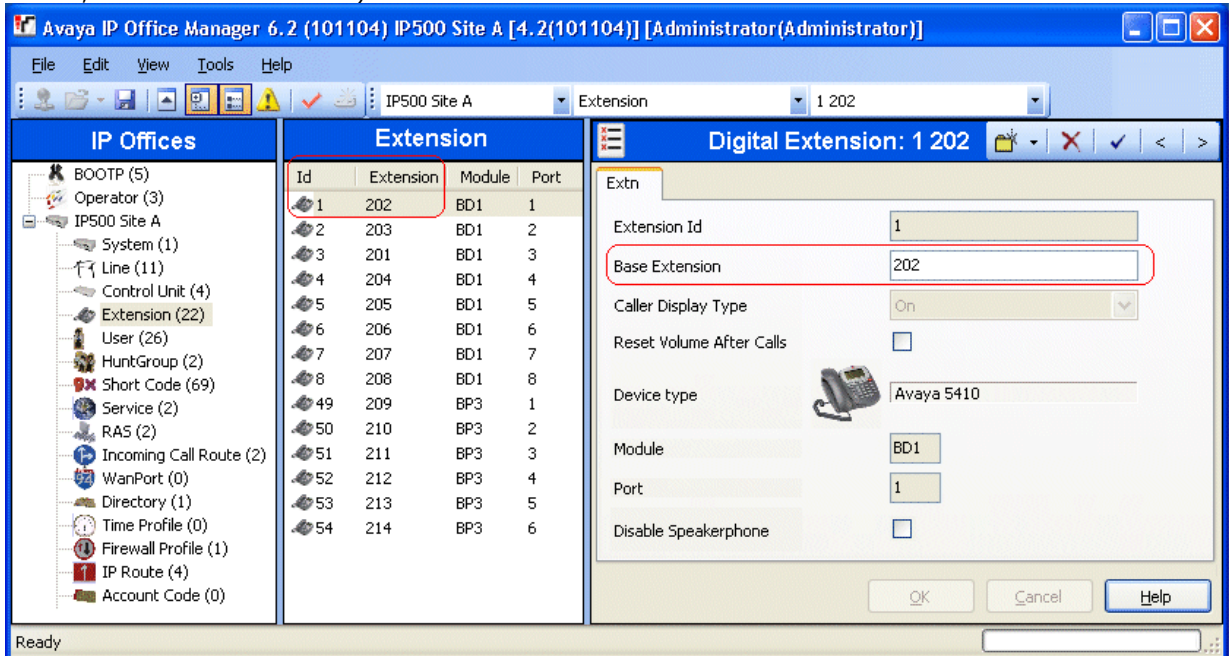 Avaya IP Office Manager 6.2 (101104) IP500 Site A [4.2(101104)] [Administrator(Administrator)]
File Edit View Tools Help
IP500 Site A Extension 1 202
IP Offices
BOOTP (5)
Operator (3)
IP500 Site A
System (1)
Line (11)
Control Unit (4)
Extension (22)
User (26)
HuntGroup (2)
Short Code (69)
Service (2)
RAS (2)
Incoming Call Route (2)
WanPort (0)
Directory (1)
Time Profile (0)
Firewall Profile (1)
IP Route (4)
Account Code (0)
Extension
Id Extension Module Port
1 202 BD1 1
2 203 BD1 2
3 201 BD1 3
4 204 BD1 4
5 205 BD1 5
6 206 BD1 6
7 207 BD1 7
8 208 BD1 8
49 209 BP3 1
50 210 BP3 2
51 211 BP3 3
52 212 BP3 4
53 213 BP3 5
54 214 BP3 6
Digital Extension: 1 202
Extn
Extension Id 1
Base Extension 202
Caller Display Type On
Reset Volume After Calls
Device type Avaya 5410
Module BD1
Port 1
Disable Speakerphone
OK Cancel Help
Ready